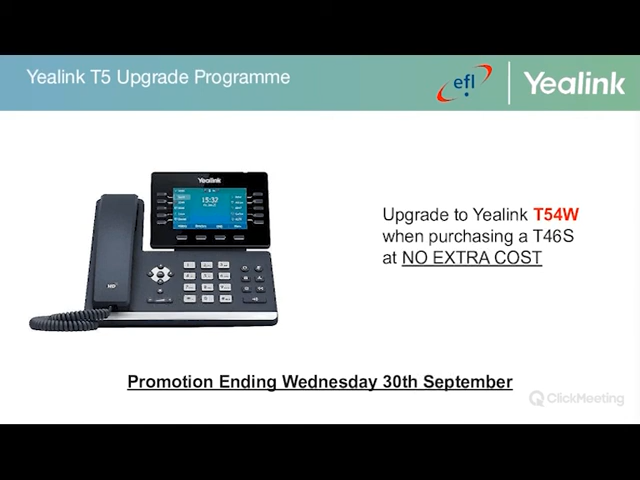 Yealink T5 Upgrade Programme
efl
Yealink
Yealink
15:32
HD
Upgrade to Yealink T54W
when purchasing a T46S
at NO EXTRA COST
Promotion Ending Wednesday 30th September
ClickMeeting